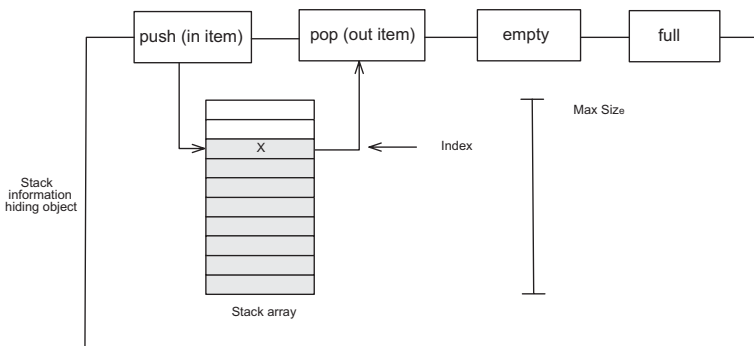 push (in item)
pop (out item)
empty
full
Max Size
X
Index
Stack
information
hiding object
Stack array